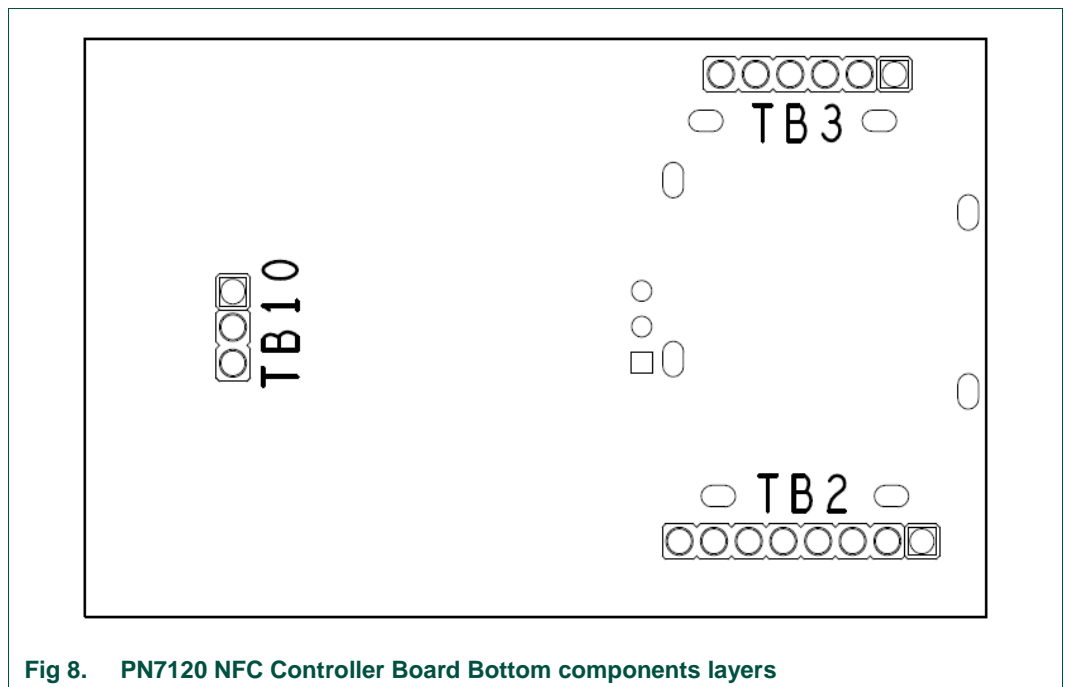 TB3
TB10
TB2
Fig 8. PN7120 NFC Controller Board Bottom components layers